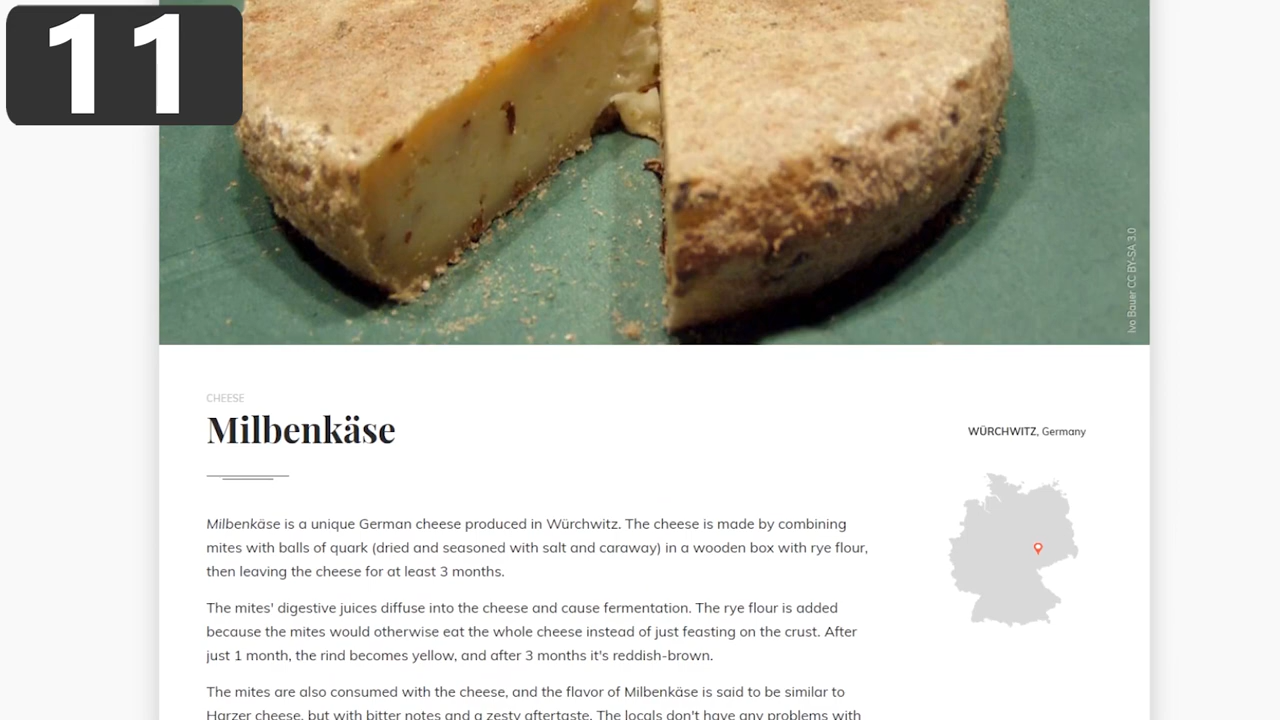 11
Ivo Bauer CC BY-SA 3.0
CHEESE
Milbenkäse
WÜRCHWITZ, Germany
Milbenkäse is a unique German cheese produced in Würchwitz. The cheese is made by combining
mites with balls of quark (dried and seasoned with salt and caraway) in a wooden box with rye flour,
then leaving the cheese for at least 3 months.
The mites' digestive juices diffuse into the cheese and cause fermentation. The rye flour is added
because the mites would otherwise eat the whole cheese instead of just feasting on the crust. After
just 1 month, the rind becomes yellow, and after 3 months it's reddish-brown.
The mites are also consumed with the cheese, and the flavor of Milbenkäse is said to be similar to
Harzer cheese, but with bitter notes and a zesty aftertaste. The locals don't have any problems with